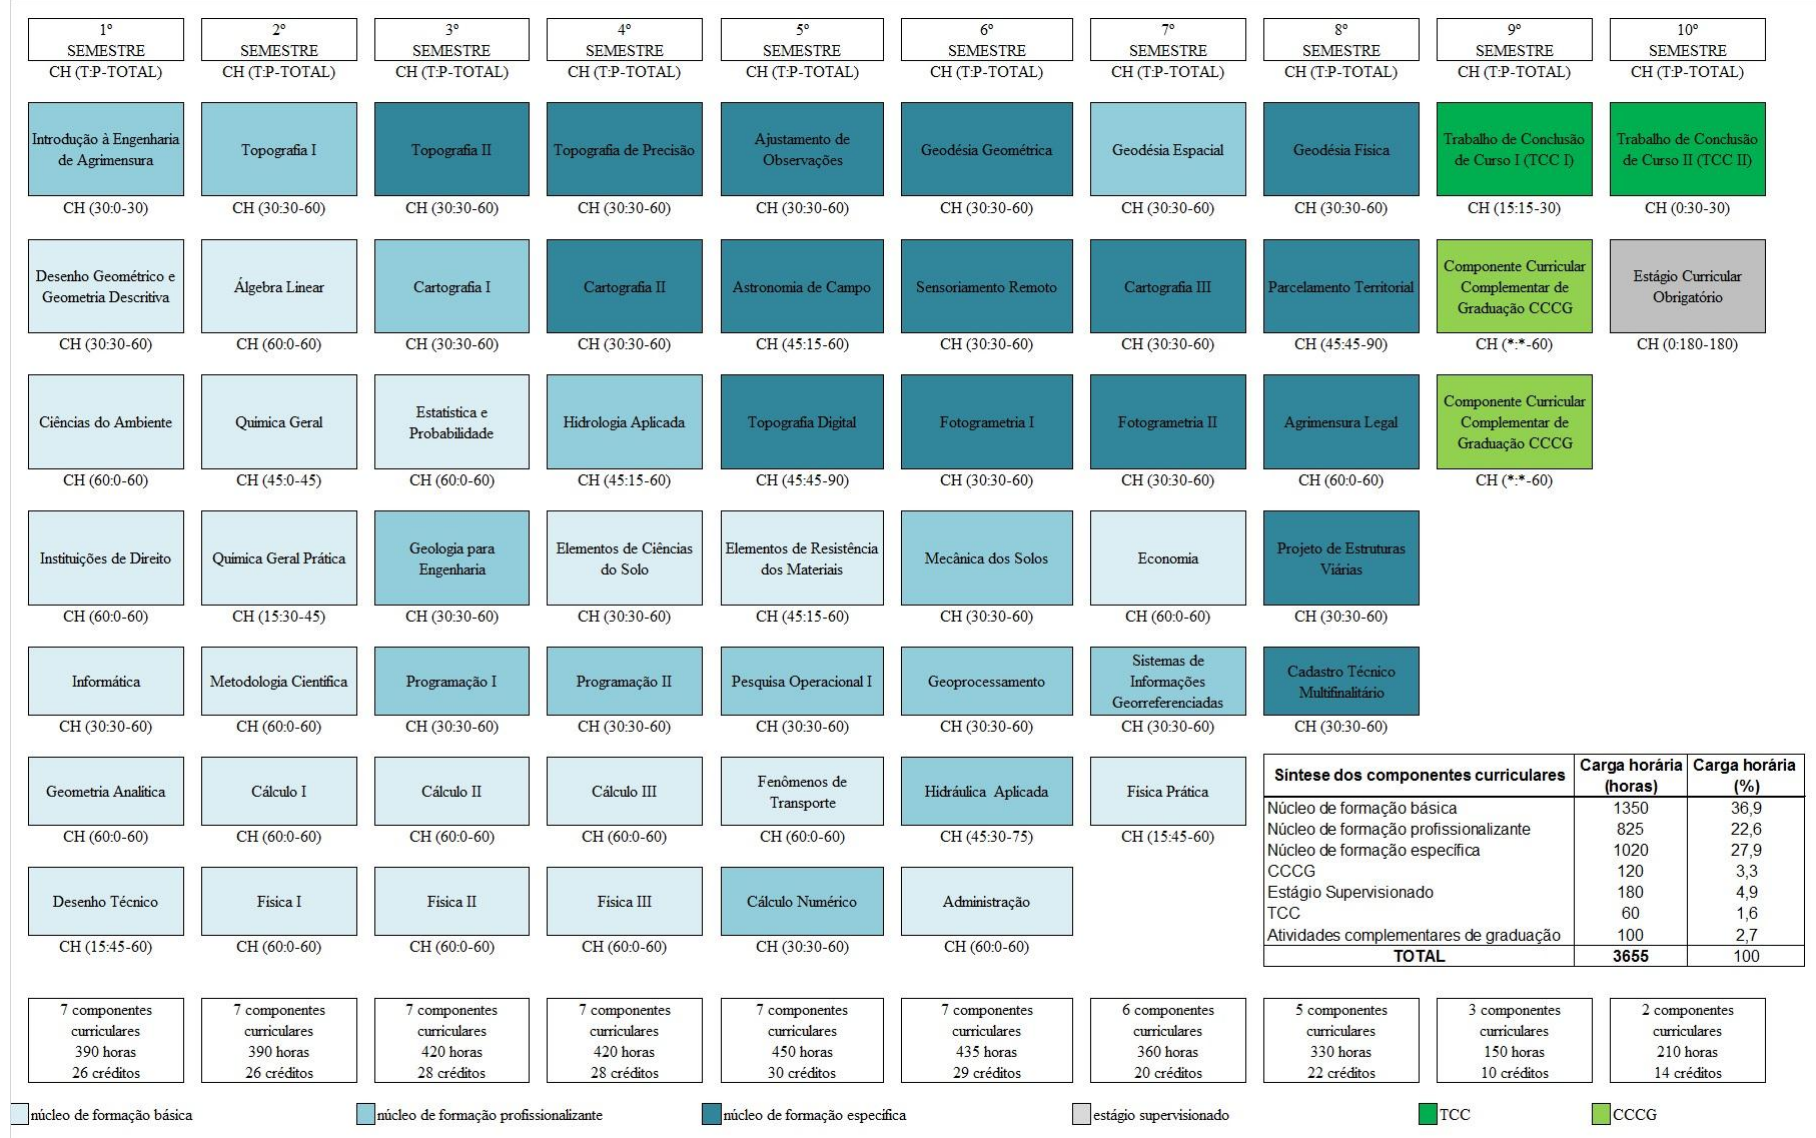 1º
SEMESTRE
CH (T:P-TOTAL)
2º
SEMESTRE
CH (T:P-TOTAL)
3º
SEMESTRE
CH (T:P-TOTAL)
4º
SEMESTRE
CH (T:P-TOTAL)
5º
SEMESTRE
CH (T:P-TOTAL)
6º
SEMESTRE
CH (T:P-TOTAL)
7º
SEMESTRE
CH (T:P-TOTAL)
8º
SEMESTRE
CH (T:P-TOTAL)
9º
SEMESTRE
CH (T:P-TOTAL)
10º
SEMESTRE
CH (T:P-TOTAL)
Introdução à Engenharia
de Agrimensura
CH (30:0-30)
Topografia I
CH (30:30-60)
Topografia II
CH (30:30-60)
Topografia de Precisão
CH (30:30-60)
Ajustamento de
Observações
CH (30:30-60)
Geodésia Geométrica
CH (30:30-60)
Geodésia Espacial
CH (30:30-60)
Geodésia Física
CH (30:30-60)
Trabalho de Conclusão
de Curso I (TCC I)
CH (15:15-30)
Trabalho de Conclusão
de Curso II (TCC II)
CH (0:30-30)
Desenho Geométrico e
Geometria Descritiva
CH (30:30-60)
Álgebra Linear
CH (60:0-60)
Cartografia I
CH (30:30-60)
Cartografia II
CH (30:30-60)
Astronomia de Campo
CH (45:15-60)
Sensoriamento Remoto
CH (30:30-60)
Cartografia III
CH (30:30-60)
Parcelamento Territorial
CH (45:45-90)
Componente Curricular
Complementar de
Graduação CCCG
CH (*:*-60)
Estágio Curricular
Obrigatório
CH (0:180-180)
Ciências do Ambiente
CH (60:0-60)
Química Geral
CH (45:0-45)
Estatística e
Probabilidade
CH (60:0-60)
Hidrologia Aplicada
CH (45:15-60)
Topografia Digital
CH (45:45-90)
Fotogrametria I
CH (30:30-60)
Fotogrametria II
CH (30:30-60)
Agrimensura Legal
CH (60:0-60)
Componente Curricular
Complementar de
Graduação CCCG
CH (*:*-60)
Instituições de Direito
CH (60:0-60)
Química Geral Prática
CH (15:30-45)
Geologia para
Engenharia
CH (30:30-60)
Elementos de Ciências
do Solo
CH (30:30-60)
Elementos de Resistência
dos Materiais
CH (45:15-60)
Mecânica dos Solos
CH (30:30-60)
Economia
CH (60:0-60)
Projeto de Estruturas
Viárias
CH (30:30-60)
Informática
CH (30:30-60)
Metodologia Científica
CH (60:0-60)
Programação I
CH (30:30-60)
Programação II
CH (30:30-60)
Pesquisa Operacional I
CH (30:30-60)
Geoprocessamento
CH (30:30-60)
Sistemas de
Informações
Georreferenciadas
CH (30:30-60)
Cadastro Técnico
Multifinalitário
CH (30:30-60)
Geometria Analítica
CH (60:0-60)
Cálculo I
CH (60:0-60)
Cálculo II
CH (60:0-60)
Cálculo III
CH (60:0-60)
Fenômenos de
Transporte
CH (60:0-60)
Hidráulica Aplicada
CH (45:30-75)
Física Prática
CH (15:45-60)
Desenho Técnico
CH (15:45-60)
Física I
CH (60:0-60)
Física II
CH (60:0-60)
Física III
CH (60:0-60)
Cálculo Numérico
CH (30:30-60)
Administração
CH (60:0-60)
Síntese dos componentes curriculares Carga horária (horas) Carga horária (%)
Núcleo de formação básica 1350 36,9
Núcleo de formação profissionalizante 825 22,6
Núcleo de formação específica 1020 27,9
CCCG 120 3,3
Estágio Supervisionado 180 4,9
TCC 60 1,6
Atividades complementares de graduação 100 2,7
TOTAL 3655 100
7 componentes
curriculares
390 horas
26 créditos
7 componentes
curriculares
390 horas
26 créditos
7 componentes
curriculares
420 horas
28 créditos
7 componentes
curriculares
420 horas
28 créditos
7 componentes
curriculares
450 horas
30 créditos
7 componentes
curriculares
435 horas
29 créditos
6 componentes
curriculares
360 horas
20 créditos
5 componentes
curriculares
330 horas
22 créditos
3 componentes
curriculares
150 horas
10 créditos
2 componentes
curriculares
210 horas
14 créditos
núcleo de formação básica
núcleo de formação profissionalizante
núcleo de formação específica
estágio supervisionado
TCC
CCCG